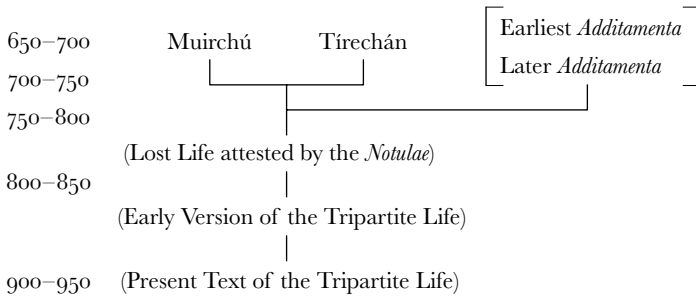 650–700 Muirchú Tírechán Earliest Additamenta
Later Additamenta
700–750
750–800
(Lost Life attested by the Notulae)
800–850
(Early Version of the Tripartite Life)
900–950 (Present Text of the Tripartite Life)